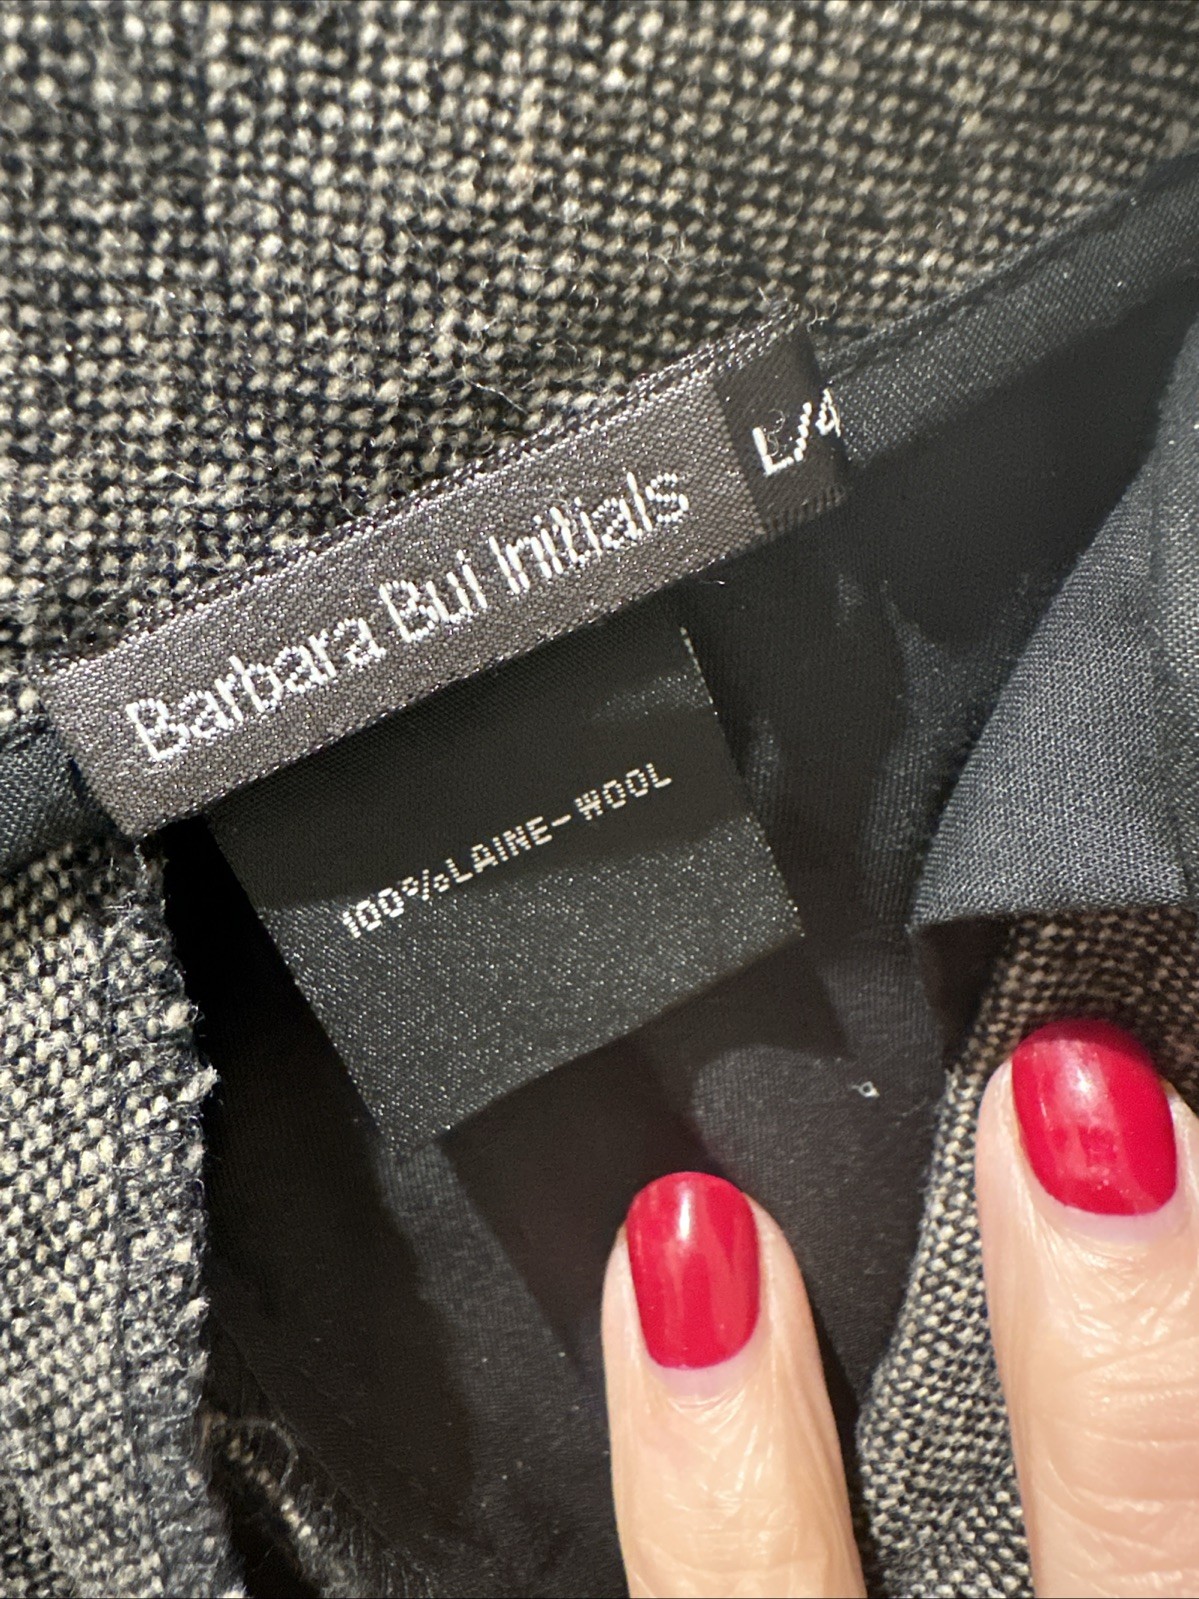 Barbara Bui Initials
L/4
100%LAINE-WOOL